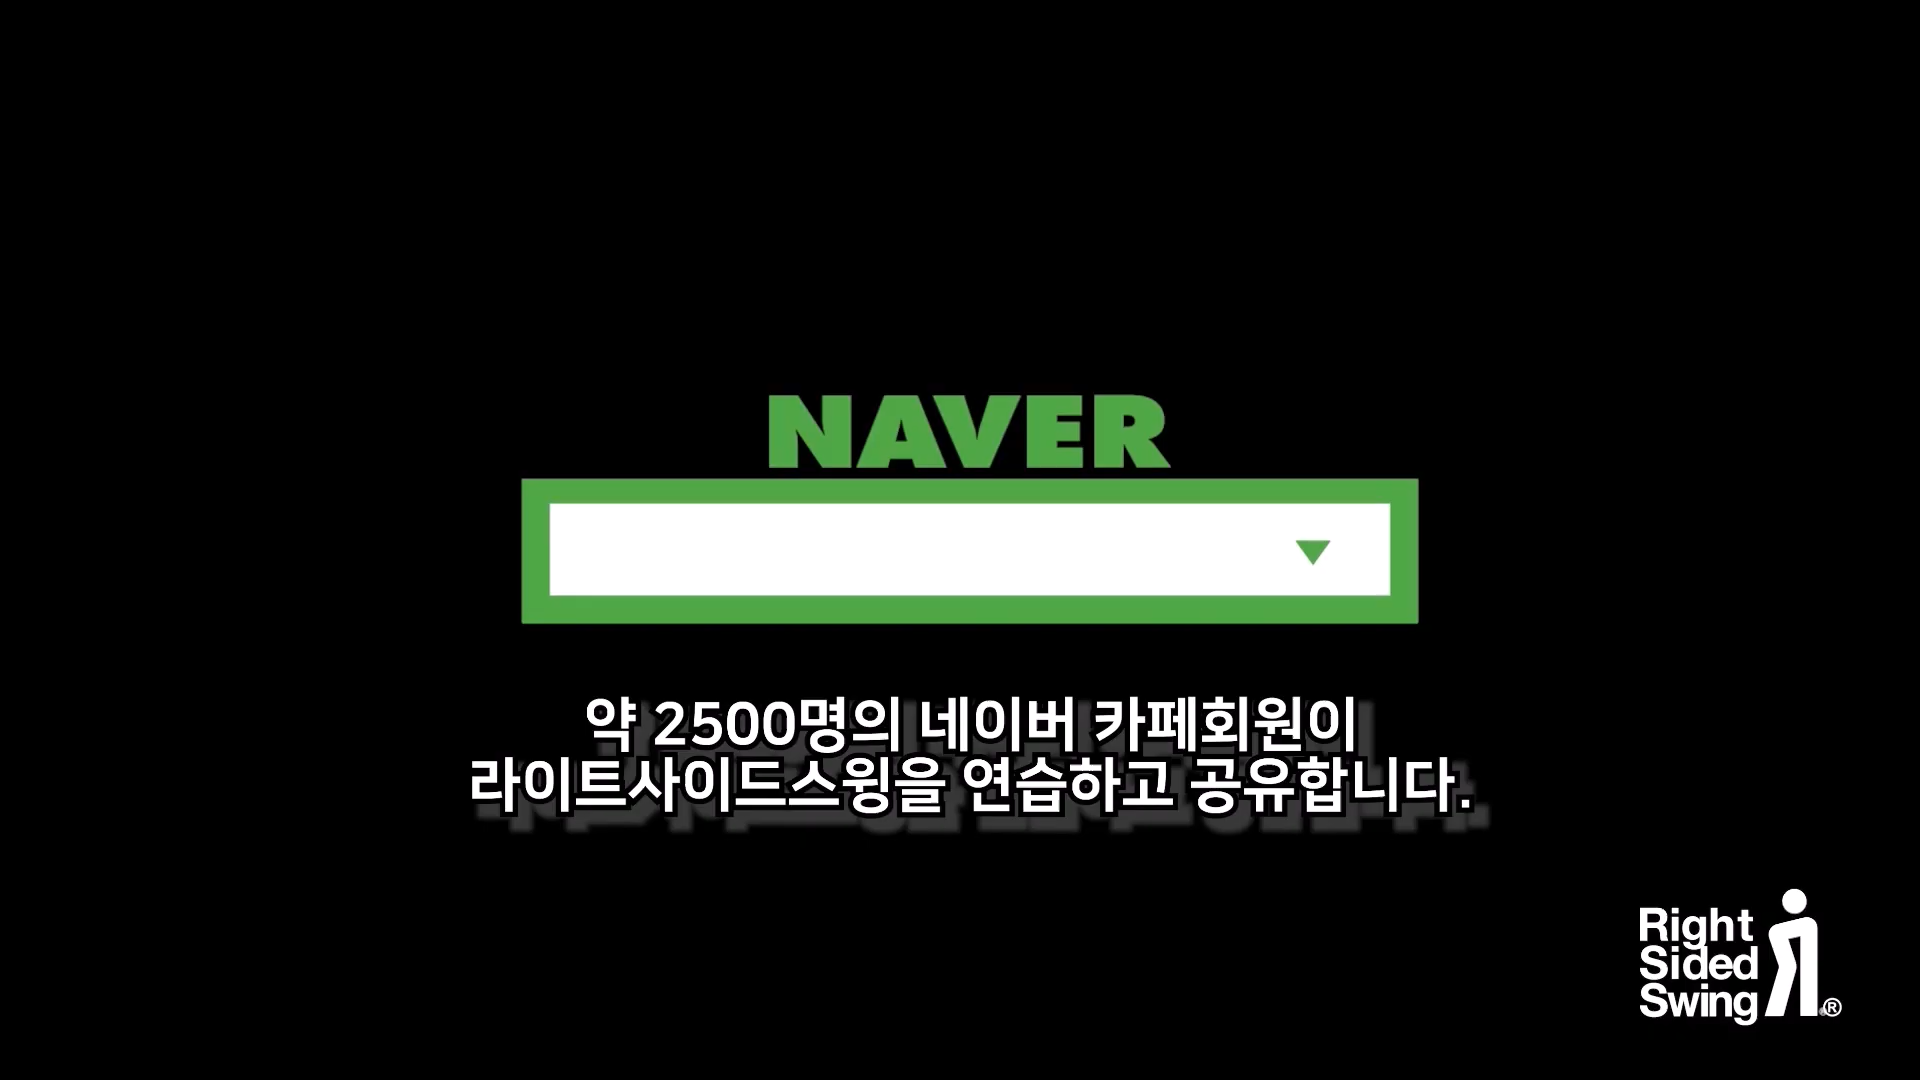 NAVER
약 2500명의 네이버 카페회원이
라이트사이드스윙을 연습하고 공유합니다.
Right
Sided
Swing
®